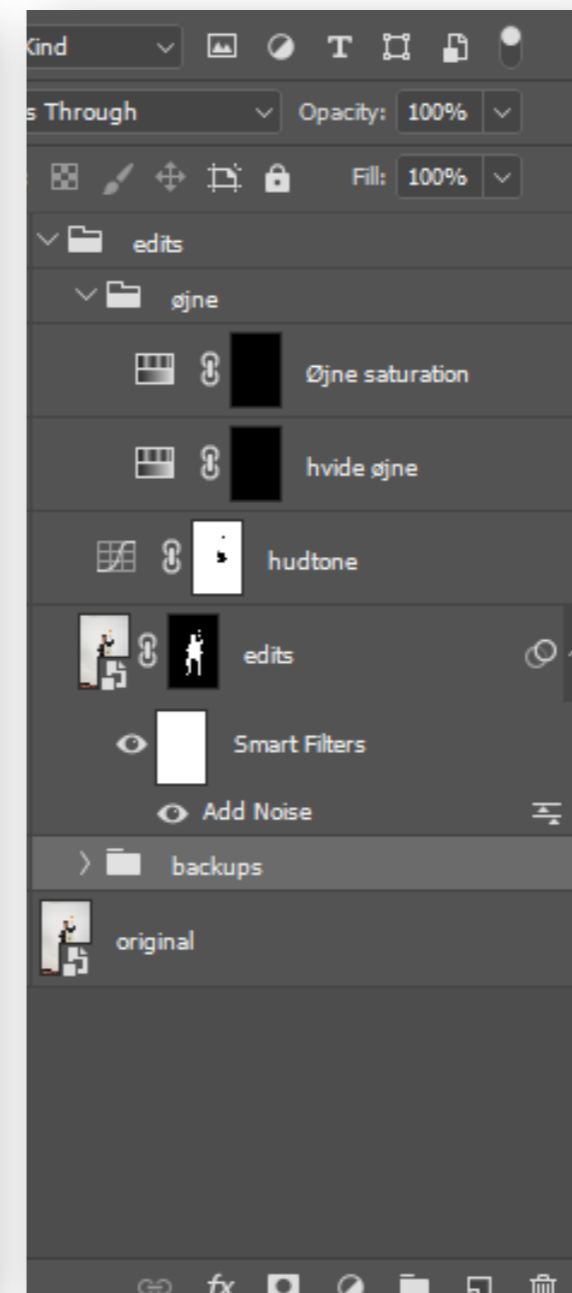 Kind
s Through Opacity: 100%
Fill: 100%
edits
øjne
Øjne saturation
hvide øjne
hudtone
edits
Smart Filters
Add Noise
backups
original
fx